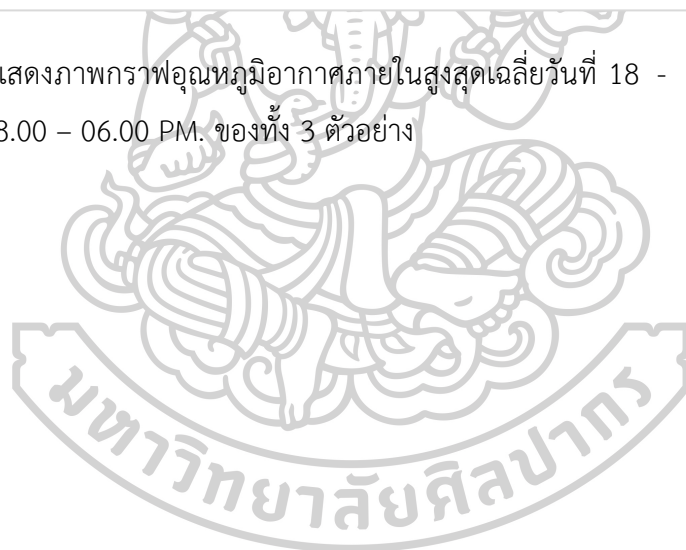 แสดงภาพกราฟอุณหภูมิอากาศภายในสูงสุดเฉลี่ยวันที่ 18 -
8.00 – 06.00 PM. ของทั้ง 3 ตัวอย่าง
มหาวิทยาลัยศิลปากร